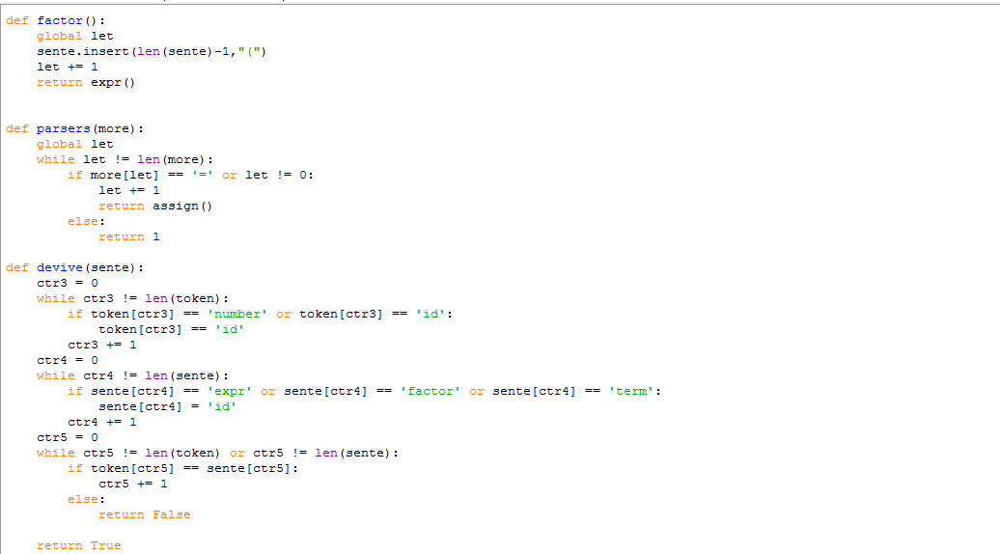 def factor():
    global let
    sente.insert(len(sente)-1,"(")
    let += 1
    return expr()
def parsers(more):
    global let
    while let != len(more):
        if more[let] == '=' or let != 0:
            let += 1
            return assign()
        else:
            return 1
def devive(sente):
    ctr3 = 0
    while ctr3 != len(token):
        if token[ctr3] == 'number' or token[ctr3] == 'id':
            token[ctr3] == 'id'
        ctr3 += 1
    ctr4 = 0
    while ctr4 != len(sente):
        if sente[ctr4] == 'expr' or sente[ctr4] == 'factor' or sente[ctr4] == 'term':
            sente[ctr4] = 'id'
        ctr4 += 1
    ctr5 = 0
    while ctr5 != len(token) or ctr5 != len(sente):
        if token[ctr5] == sente[ctr5]:
            ctr5 += 1
        else:
            return False
    return True